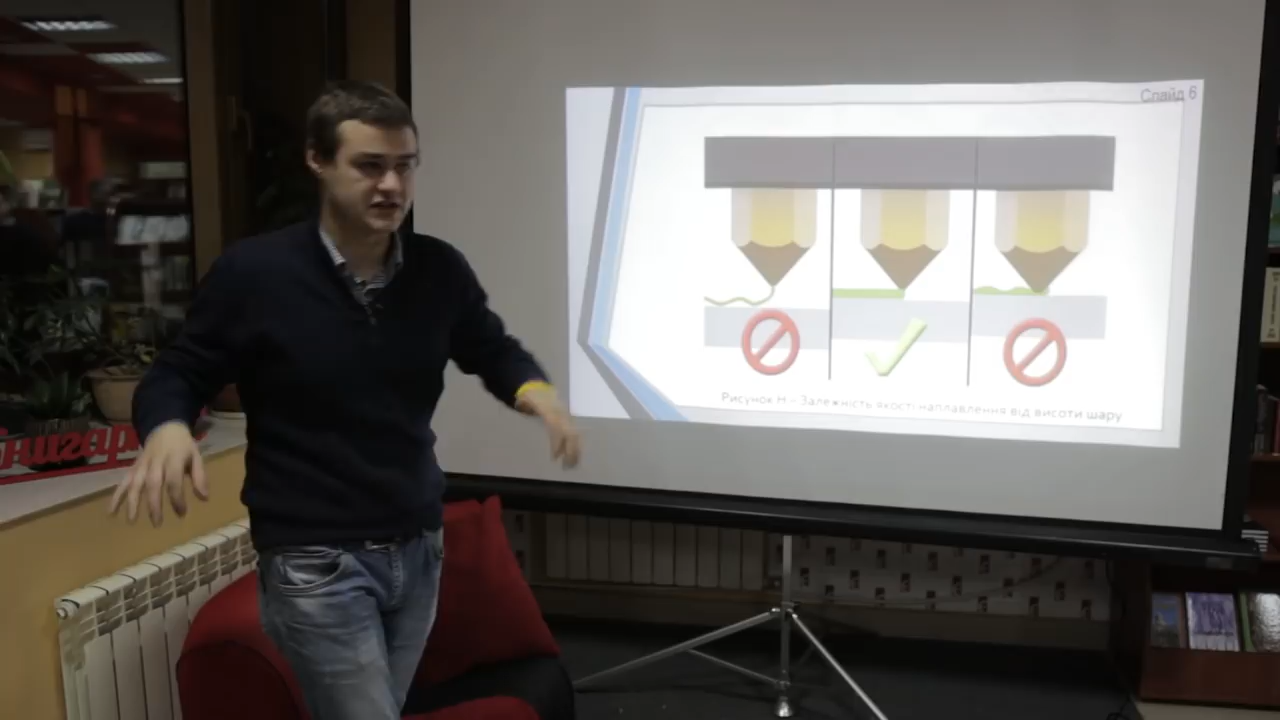 Слайд 6
Рисунок Н – Залежність якості наплавлення від висоти шару